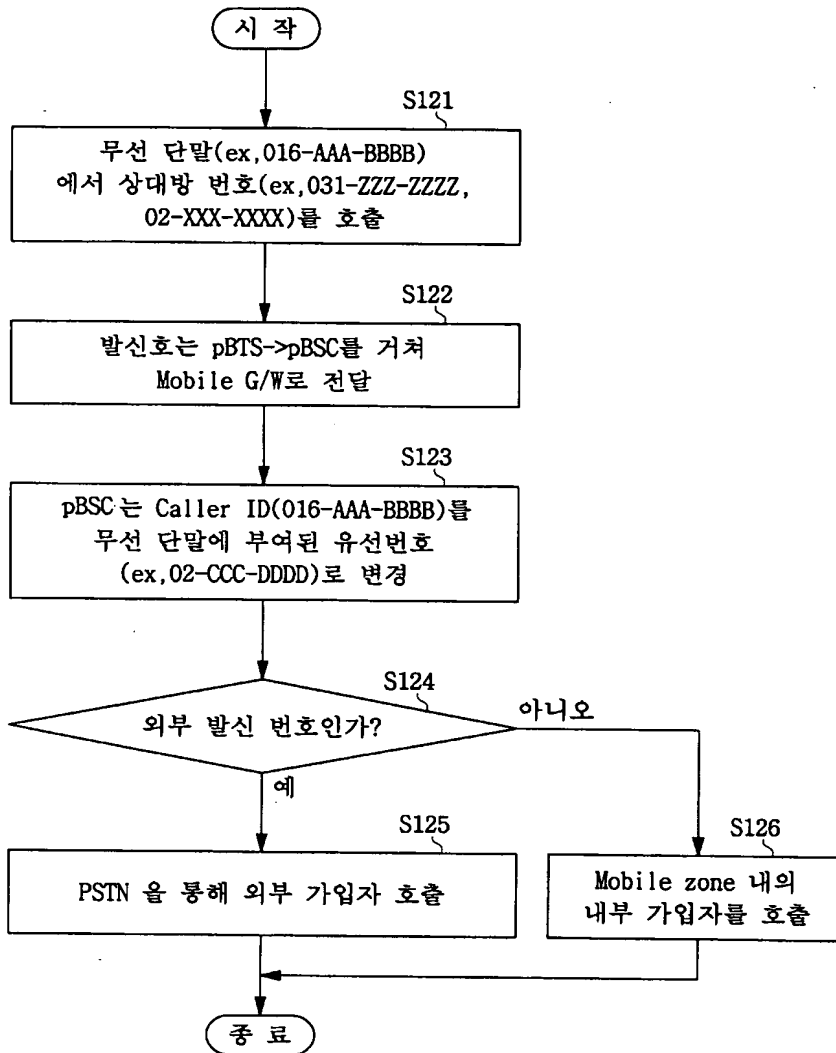 시 작
S121
무선 단말(ex,016-AAA-BBBB)
에서 상대방 번호(ex,031-ZZZ-ZZZZ,
02-XXX-XXXX)를 호출
S122
발신호는 pBTS->pBSC를 거쳐
Mobile G/W로 전달
S123
pBSC는 Caller ID(016-AAA-BBBB)를
무선 단말에 부여된 유선번호
(ex,02-CCC-DDDD)로 변경
S124
외부 발신 번호인가?
아니오
예
S125
PSTN 을 통해 외부 가입자 호출
S126
Mobile zone 내의
내부 가입자를 호출
종 료